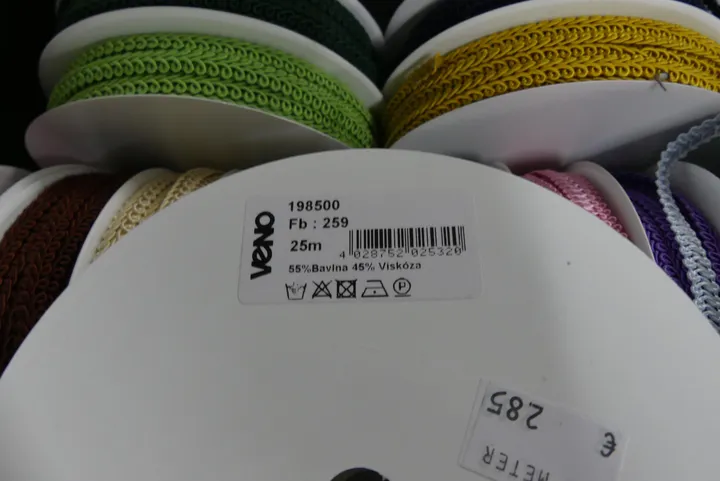 VENO
198500
Fb : 259
25m
4 028752 025320
55%Bavlna 45% Viskóza
P
€ 2.85
METER